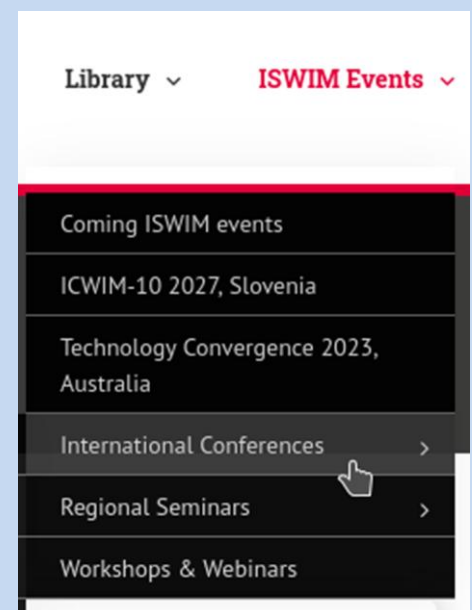 Library
ISWIM Events
Coming ISWIM events
ICWIM-10 2027, Slovenia
Technology Convergence 2023,
Australia
International Conferences
Regional Seminars
Workshops & Webinars